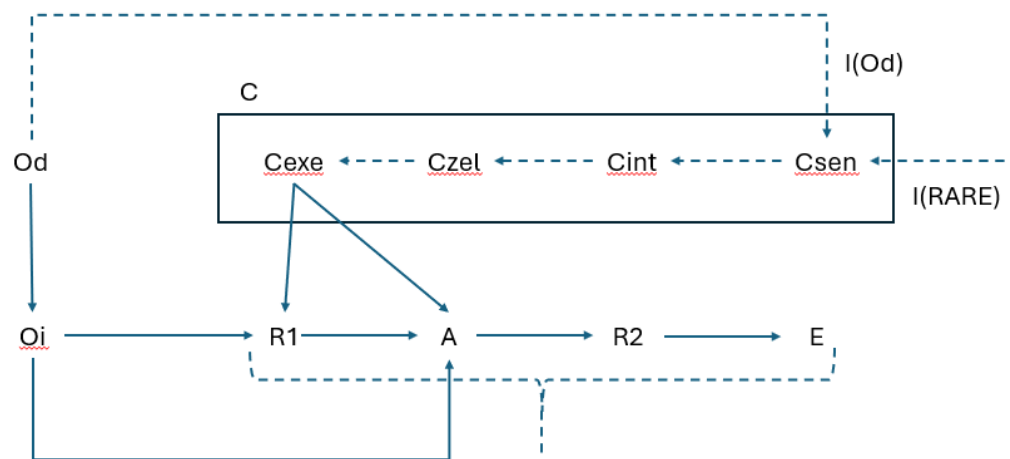 I(Od)
C
Od
Cexe
Czel
Cint
Csen
I(RARE)
Oi
R1
A
R2
E